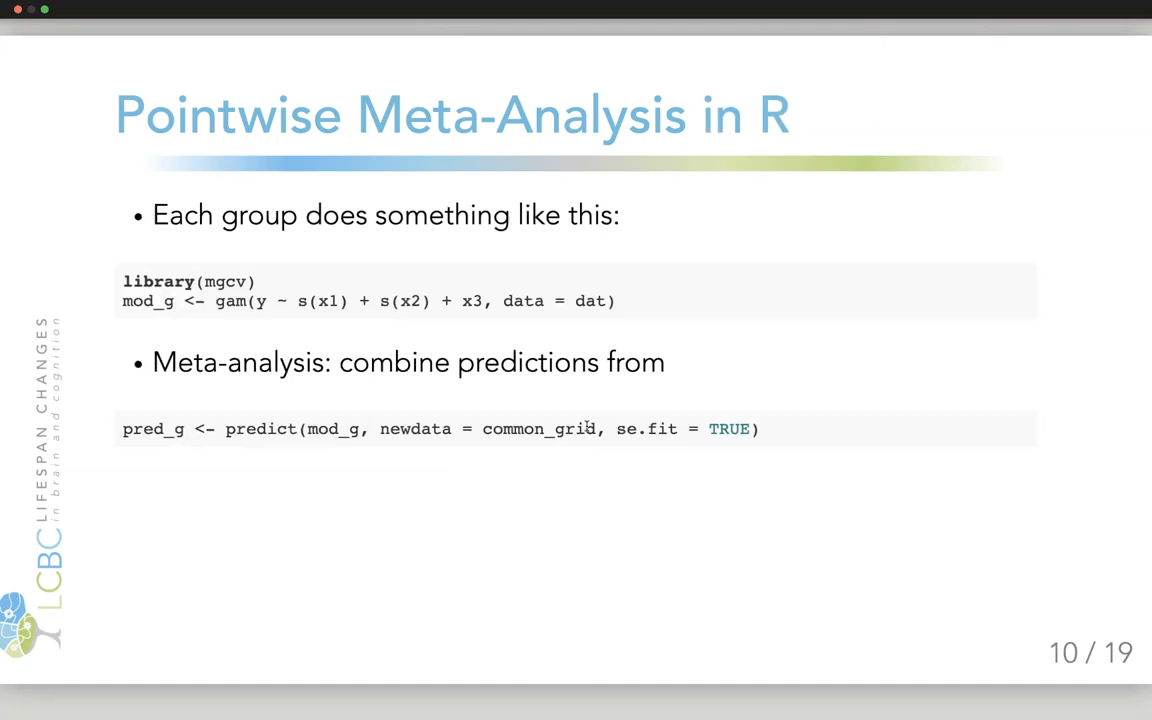 Pointwise Meta-Analysis in R
• Each group does something like this:
library(mgcv)
mod_g <- gam(y ~ s(x1) + s(x2) + x3, data = dat)
• Meta-analysis: combine predictions from
pred_g <- predict(mod_g, newdata = common_grid, se.fit = TRUE)
LCBC LIFESPAN CHANGES
in brain and cognition
10 / 19